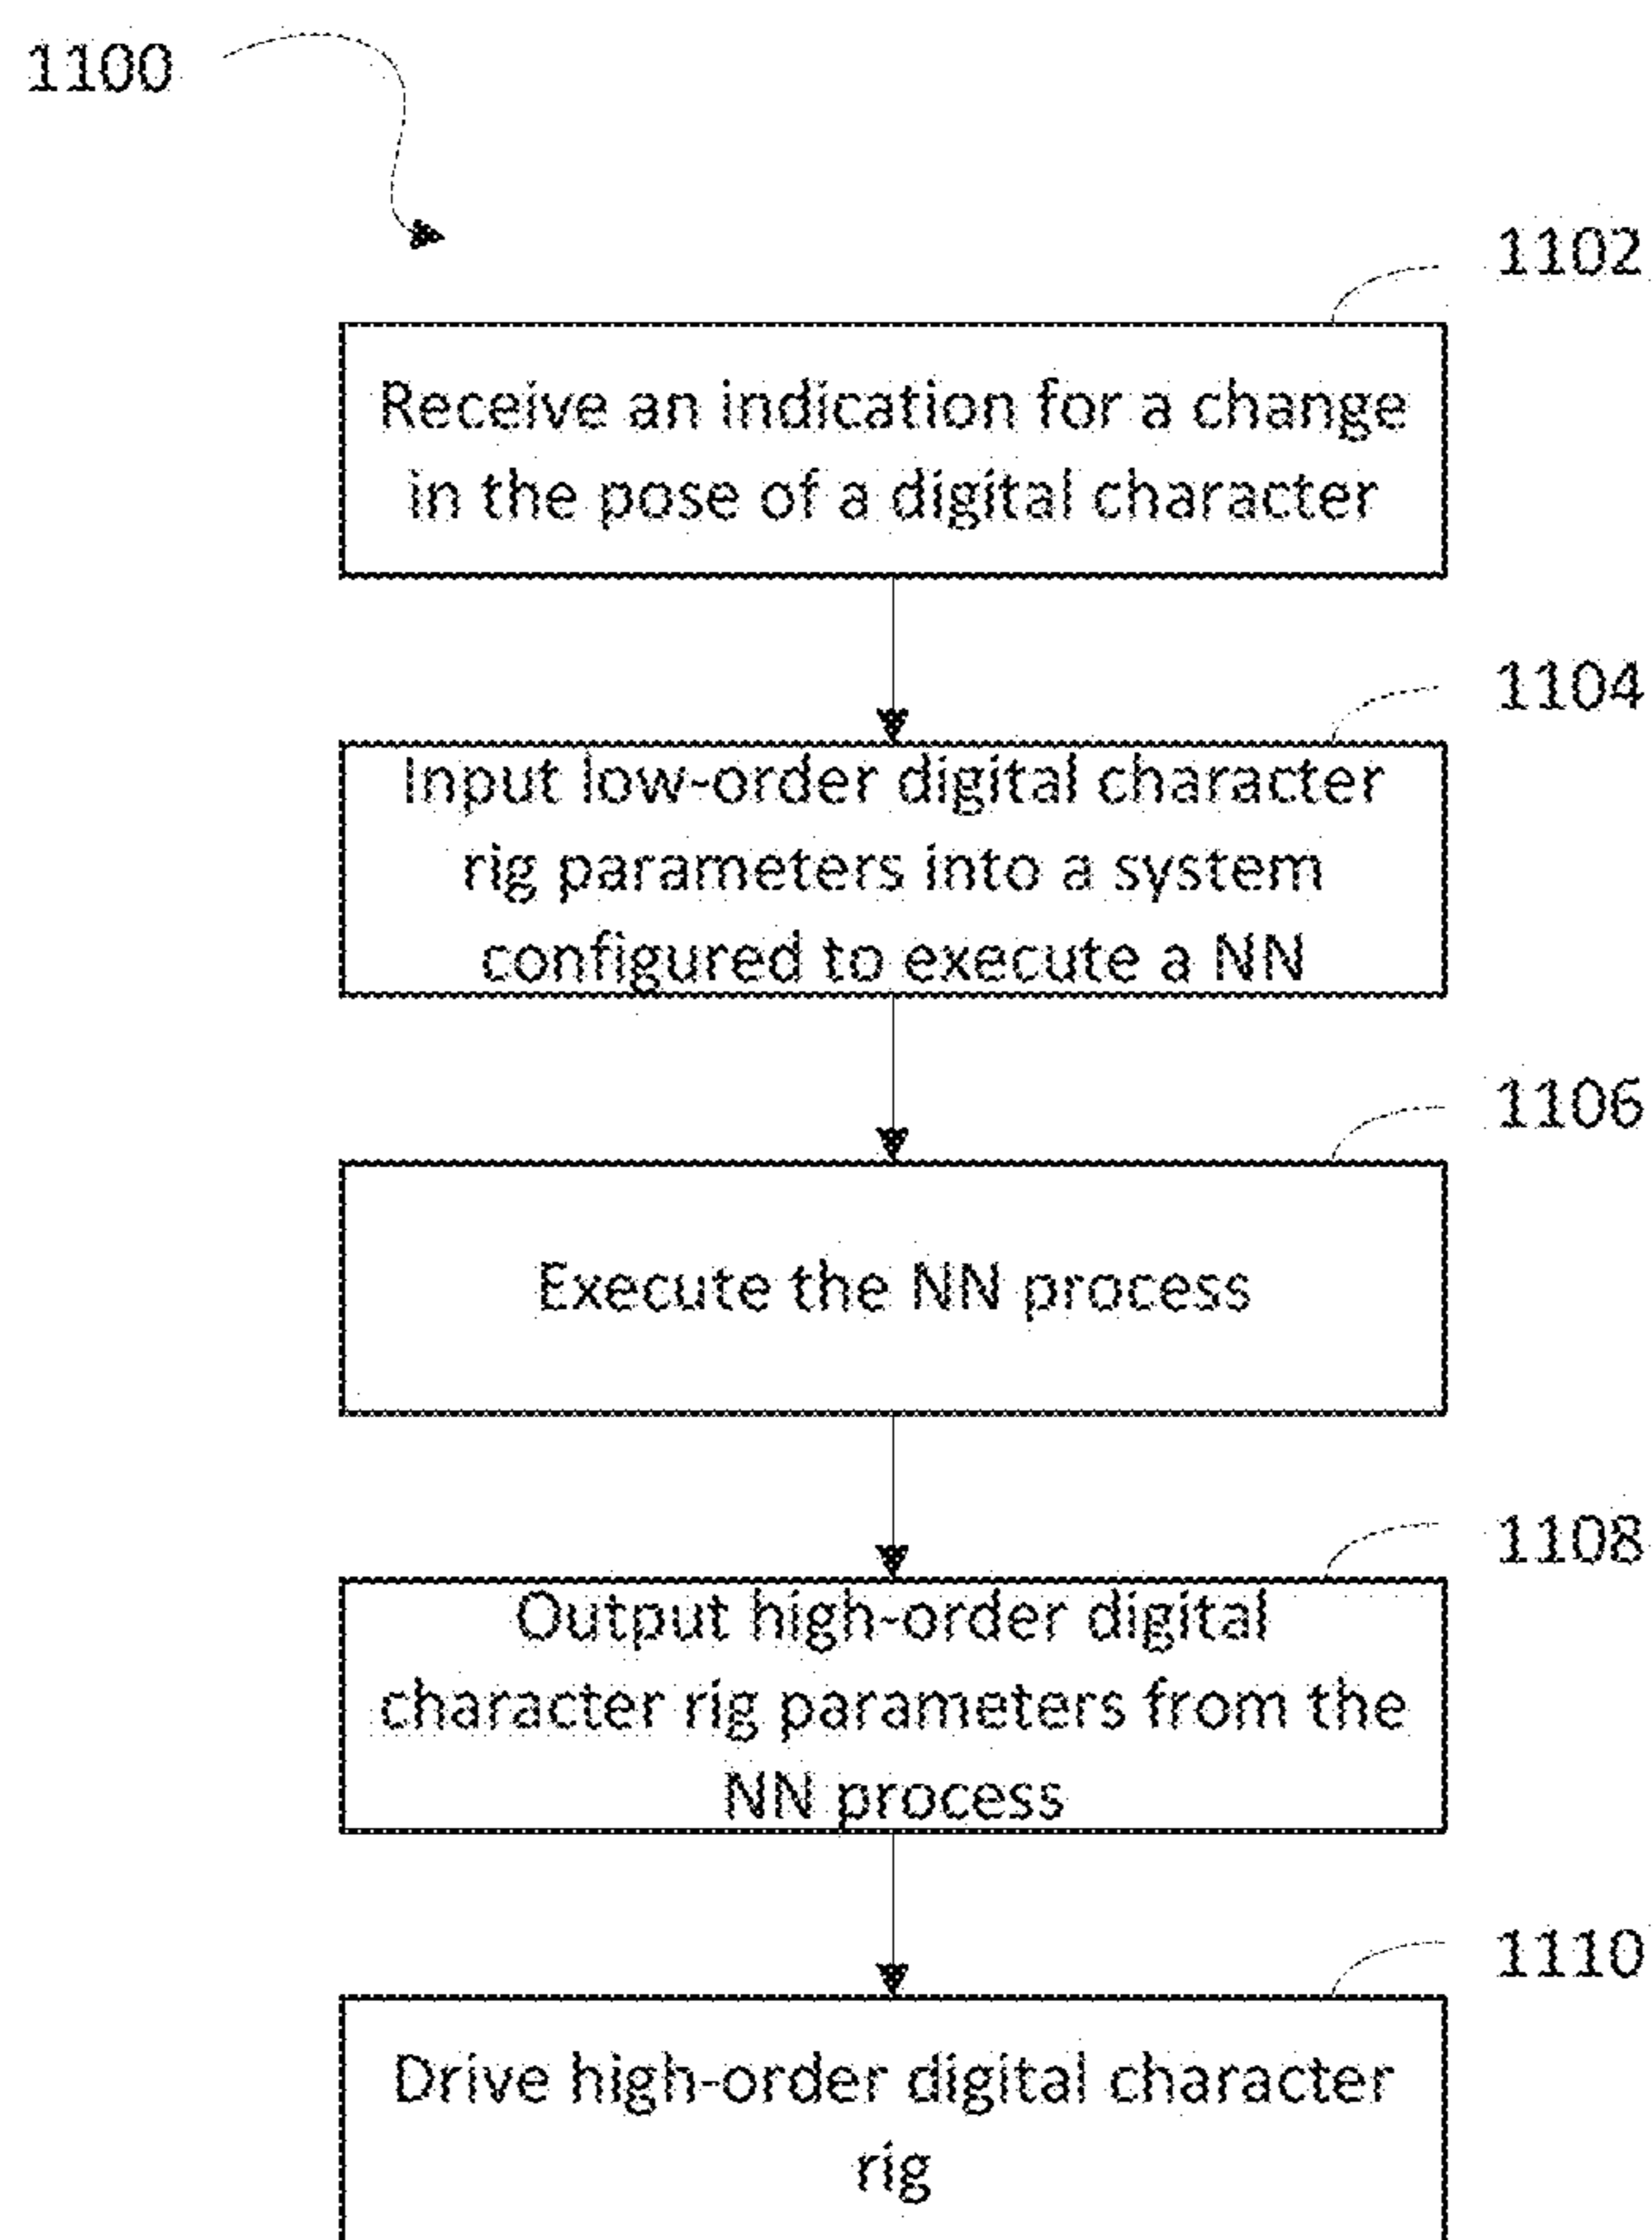 1100
1102
Receive an indication for a change
in the pose of a digital character
1104
Input low-order digital character
rig parameters into a system
configured to execute a NN
1106
Execute the NN process
1108
Output high-order digital
character rig parameters from the
NN process
1110
Drive high-order digital character
rig